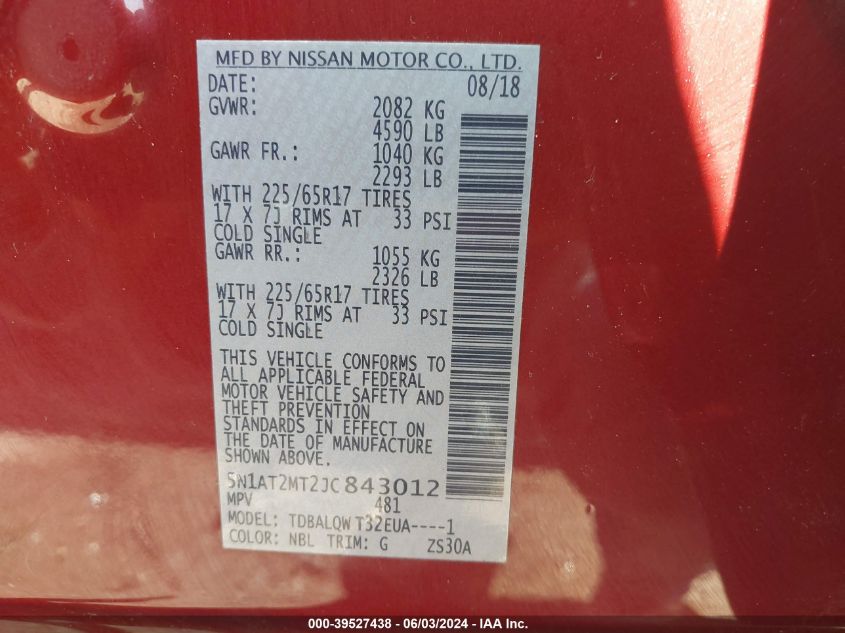 MFD BY NISSAN MOTOR CO., LTD.
DATE: 08/18
GVWR: 2082 KG
4590 LB
GAWR FR.: 1040 KG
2293 LB
WITH 225/65R17 TIRES
17 X 7J RIMS AT 33 PSI
COLD SINGLE
GAWR RR.: 1055 KG
2326 LB
WITH 225/65R17 TIRES
17 X 7J RIMS AT 33 PSI
COLD SINGLE
THIS VEHICLE CONFORMS TO
ALL APPLICABLE FEDERAL
MOTOR VEHICLE SAFETY AND
THEFT PREVENTION
STANDARDS IN EFFECT ON
THE DATE OF MANUFACTURE
SHOWN ABOVE.
5N1AT2MT2JC843012
MPV 481
MODEL: TDBALQW T32EUA----1
COLOR: NBL TRIM: G ZS30A
000-39527438 - 06/03/2024 - IAA Inc.